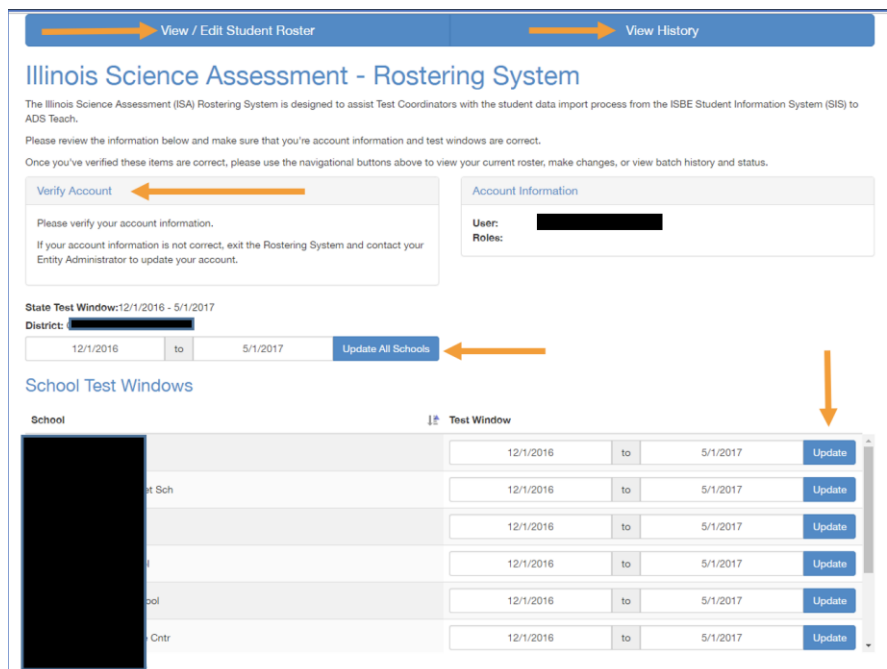 View / Edit Student Roster
View History
Illinois Science Assessment - Rostering System
The Illinois Science Assessment (ISA) Rostering System is designed to assist Test Coordinators with the student data import process from the ISBE Student Information System (SIS) to
ADS Teach.
Please review the information below and make sure that you're account information and test windows are correct.
Once you've verified these items are correct, please use the navigational buttons above to view your current roster, make changes, or view batch history and status.
Verify Account
Please verify your account information.
If your account information is not correct, exit the Rostering System and contact your
Entity Administrator to update your account.
Account Information
User:
Roles:
State Test Window:12/1/2016 - 5/1/2017
District:
12/1/2016 to 5/1/2017 Update All Schools
School Test Windows
School Test Window
12/1/2016 to 5/1/2017 Update
Sch 12/1/2016 to 5/1/2017 Update
12/1/2016 to 5/1/2017 Update
12/1/2016 to 5/1/2017 Update
12/1/2016 to 5/1/2017 Update
Cntr 12/1/2016 to 5/1/2017 Update